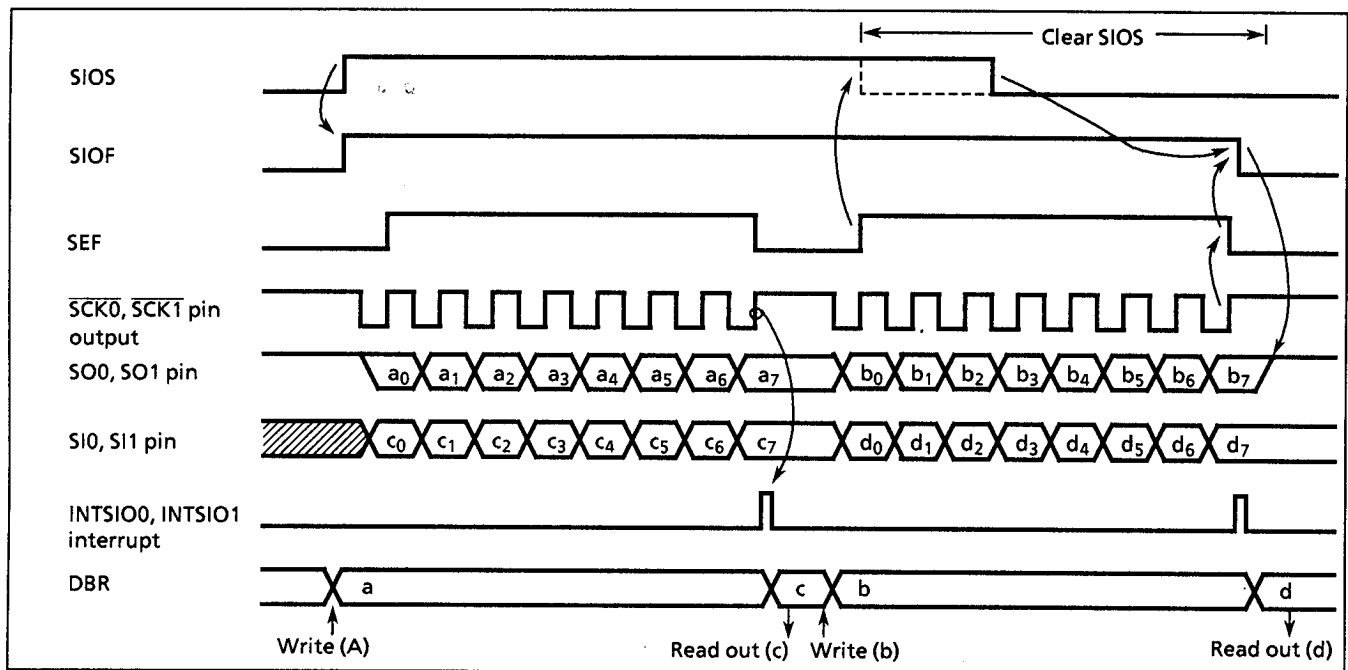 Clear SIOS
SIOS
SIOF
SEF
SCK0, SCK1 pin
output
SO0, SO1 pin
a0 a1 a2 a3 a4 a5 a6 a7 b0 b1 b2 b3 b4 b5 b6 b7
SI0, SI1 pin
c0 c1 c2 c3 c4 c5 c6 c7 d0 d1 d2 d3 d4 d5 d6 d7
INTSIO0, INTSIO1
interrupt
DBR
a c b d
Write (A) Read out (c) Write (b) Read out (d)